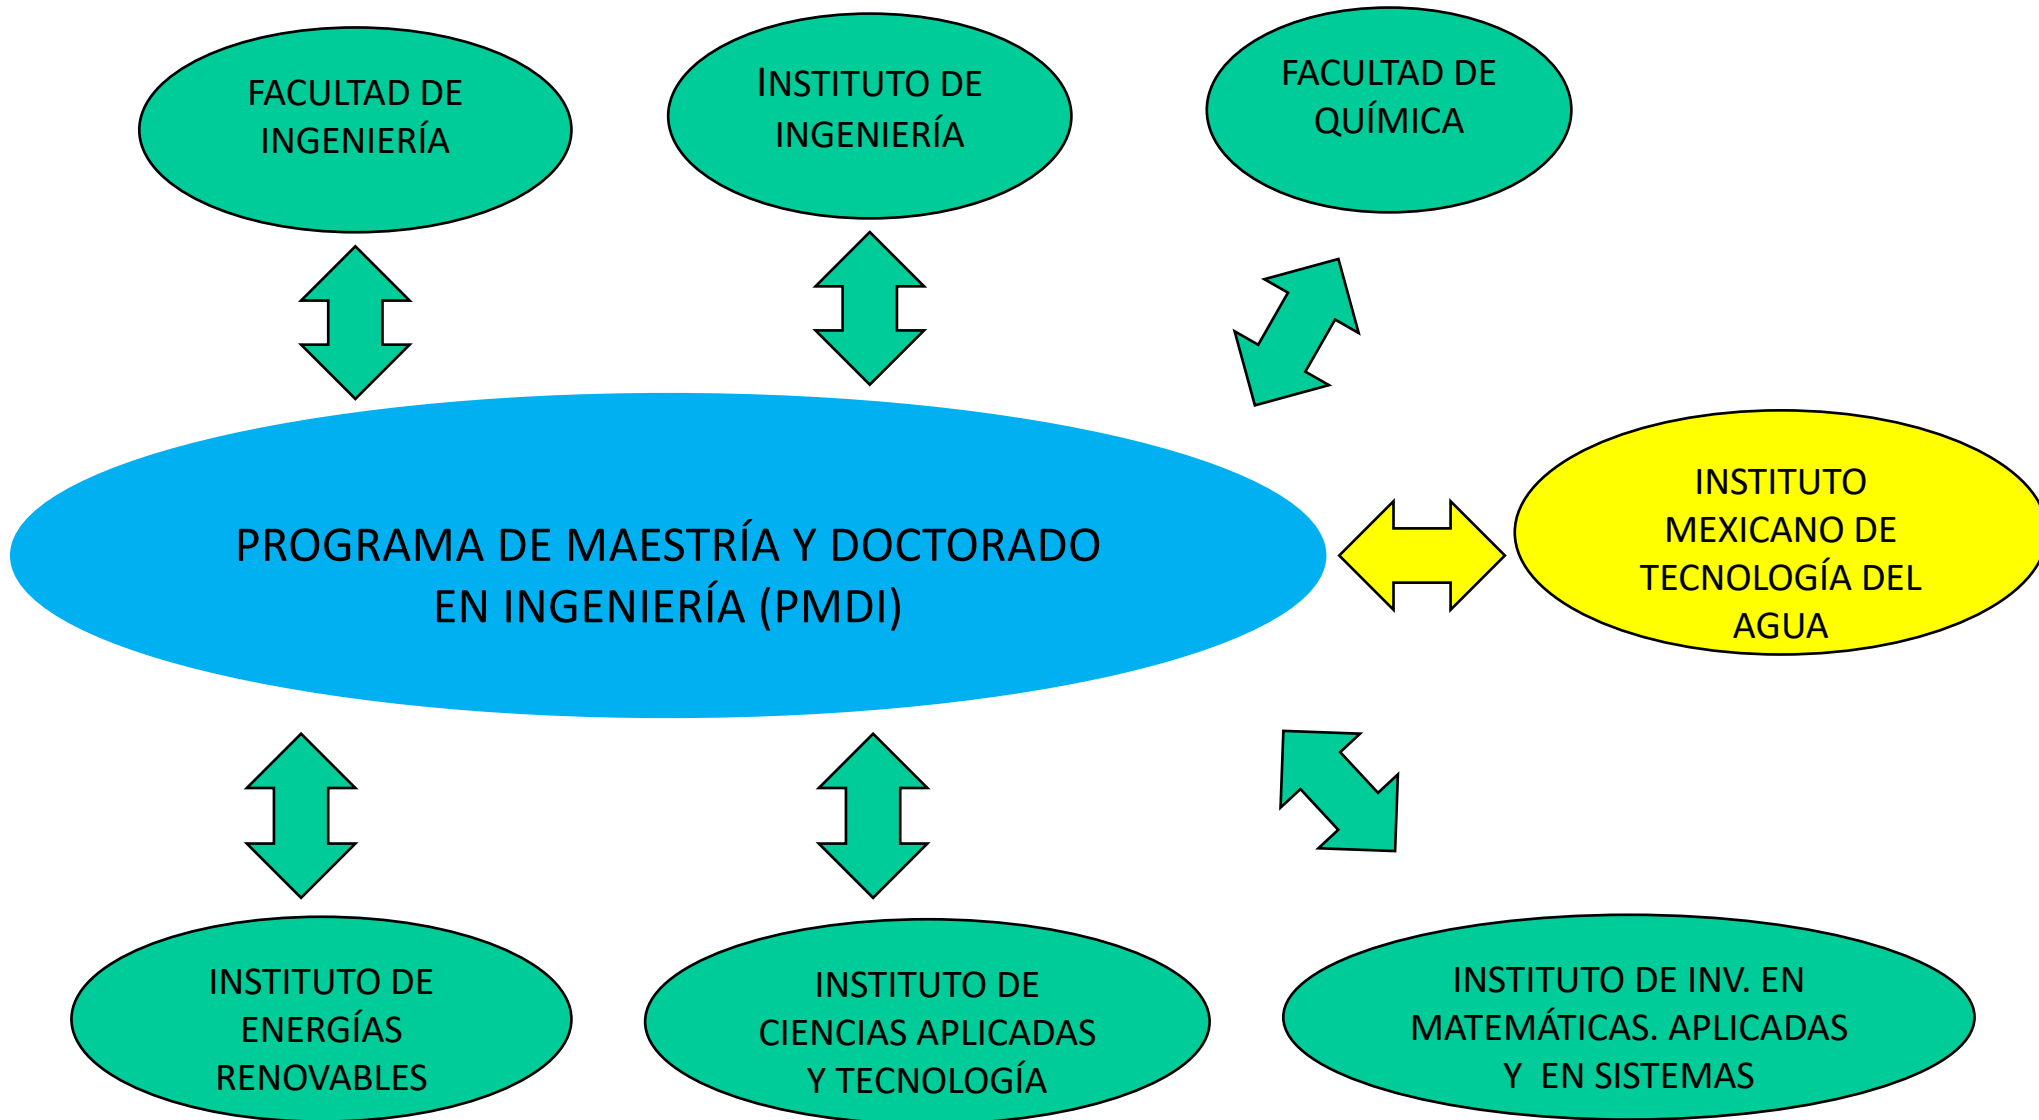 FACULTAD DE
INGENIERÍA
INSTITUTO DE
INGENIERÍA
FACULTAD DE
QUÍMICA
PROGRAMA DE MAESTRÍA Y DOCTORADO
EN INGENIERÍA (PMDI)
INSTITUTO
MEXICANO DE
TECNOLOGÍA DEL
AGUA
INSTITUTO DE
ENERGÍAS
RENOVABLES
INSTITUTO DE
CIENCIAS APLICADAS
Y TECNOLOGÍA
INSTITUTO DE INV. EN
MATEMÁTICAS. APLICADAS
Y  EN SISTEMAS